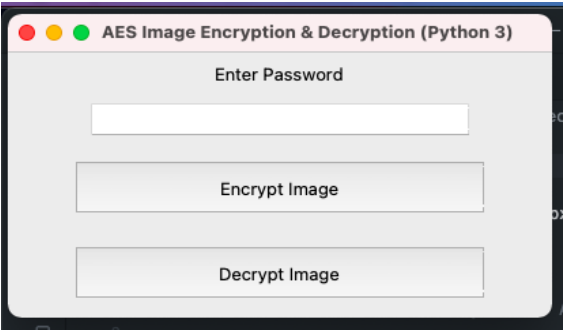 AES Image Encryption & Decryption (Python 3)
Enter Password
Encrypt Image
Decrypt Image